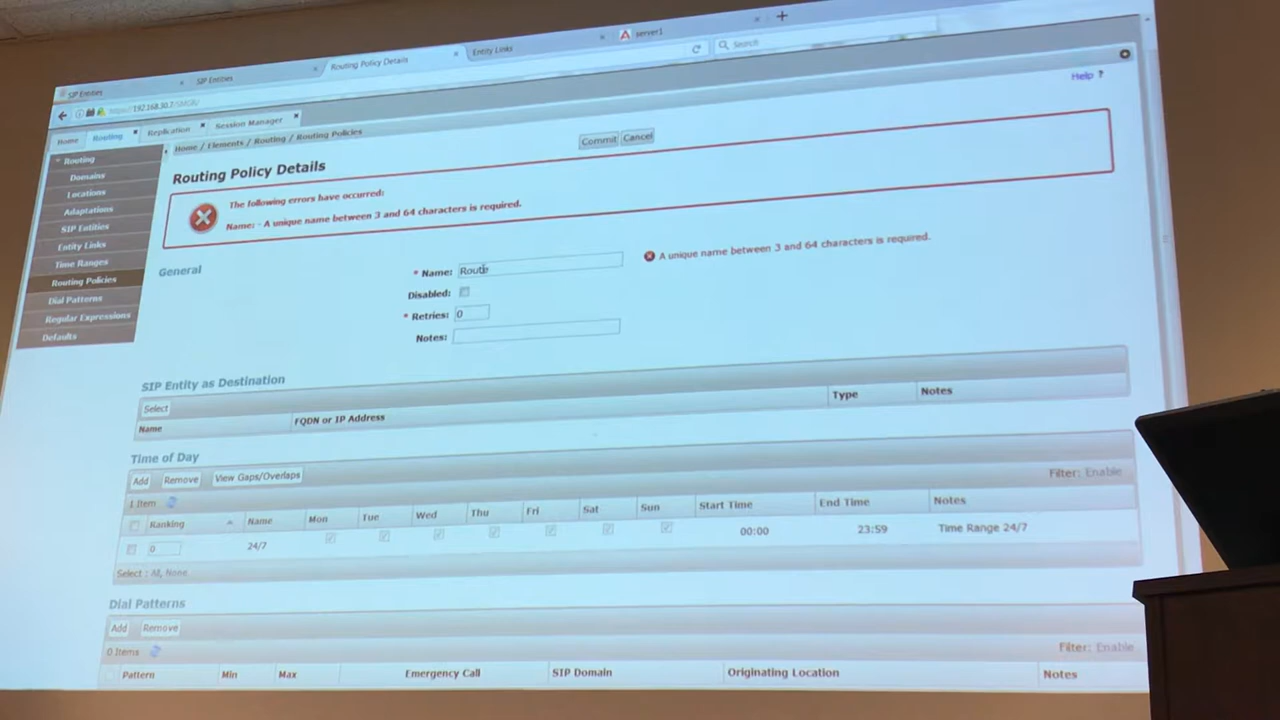 SIP Entities
SIP Entities
Routing Policy Details
Entity Links
server1
192.168.30.7/SMGR/
Search
Help ?
Home
Routing
Replication
Session Manager
Home / Elements / Routing / Routing Policies
Commit
Cancel
Routing
Domains
Locations
Adaptations
SIP Entities
Entity Links
Time Ranges
Routing Policies
Dial Patterns
Regular Expressions
Defaults
Routing Policy Details
The following errors have occurred:
Name: - A unique name between 3 and 64 characters is required.
General
* Name:
A unique name between 3 and 64 characters is required.
Disabled:
* Retries: 0
Notes:
SIP Entity as Destination
Select
Name FQDN or IP Address Type Notes
Time of Day
Add Remove View Gaps/Overlaps
1 Item Filter: Enable
Ranking Name Mon Tue Wed Thu Fri Sat Sun Start Time End Time Notes
0 24/7 00:00 23:59 Time Range 24/7
Select : All, None
Dial Patterns
Add Remove
0 Items Filter: Enable
Pattern Min Max Emergency Call SIP Domain Originating Location Notes